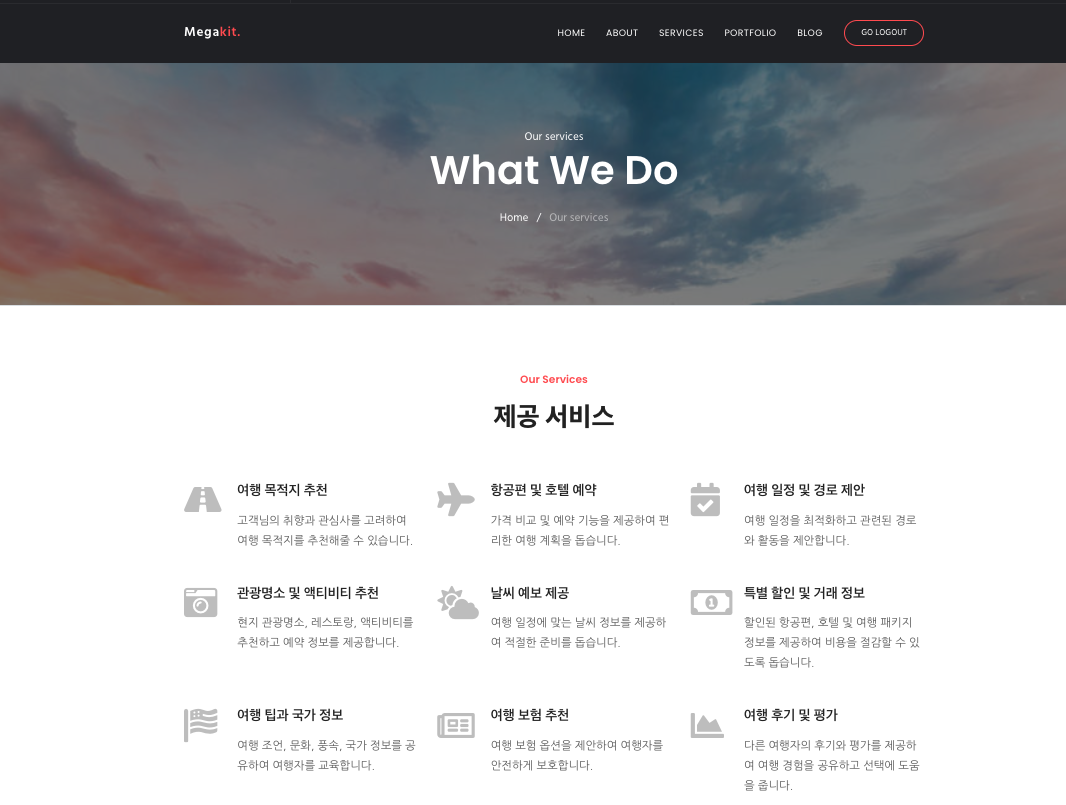 Megakit.
HOME ABOUT SERVICES PORTFOLIO BLOG GO LOGOUT
Our services
What We Do
Home / Our services
Our Services
제공 서비스
여행 목적지 추천
고객님의 취향과 관심사를 고려하여
여행 목적지를 추천해줄 수 있습니다.
항공편 및 호텔 예약
가격 비교 및 예약 기능을 제공하여 편
리한 여행 계획을 돕습니다.
여행 일정 및 경로 제안
여행 일정을 최적화하고 관련된 경로
와 활동을 제안합니다.
관광명소 및 액티비티 추천
현지 관광명소, 레스토랑, 액티비티를
추천하고 예약 정보를 제공합니다.
날씨 예보 제공
여행 일정에 맞는 날씨 정보를 제공하
여 적절한 준비를 돕습니다.
1
특별 할인 및 거래 정보
할인된 항공편, 호텔 및 여행 패키지
정보를 제공하여 비용을 절감할 수 있
도록 돕습니다.
여행 팁과 국가 정보
여행 조언, 문화, 풍속, 국가 정보를 공
유하여 여행자를 교육합니다.
여행 보험 추천
여행 보험 옵션을 제안하여 여행자를
안전하게 보호합니다.
여행 후기 및 평가
다른 여행자의 후기와 평가를 제공하
여 여행 경험을 공유하고 선택에 도움
을 줍니다.